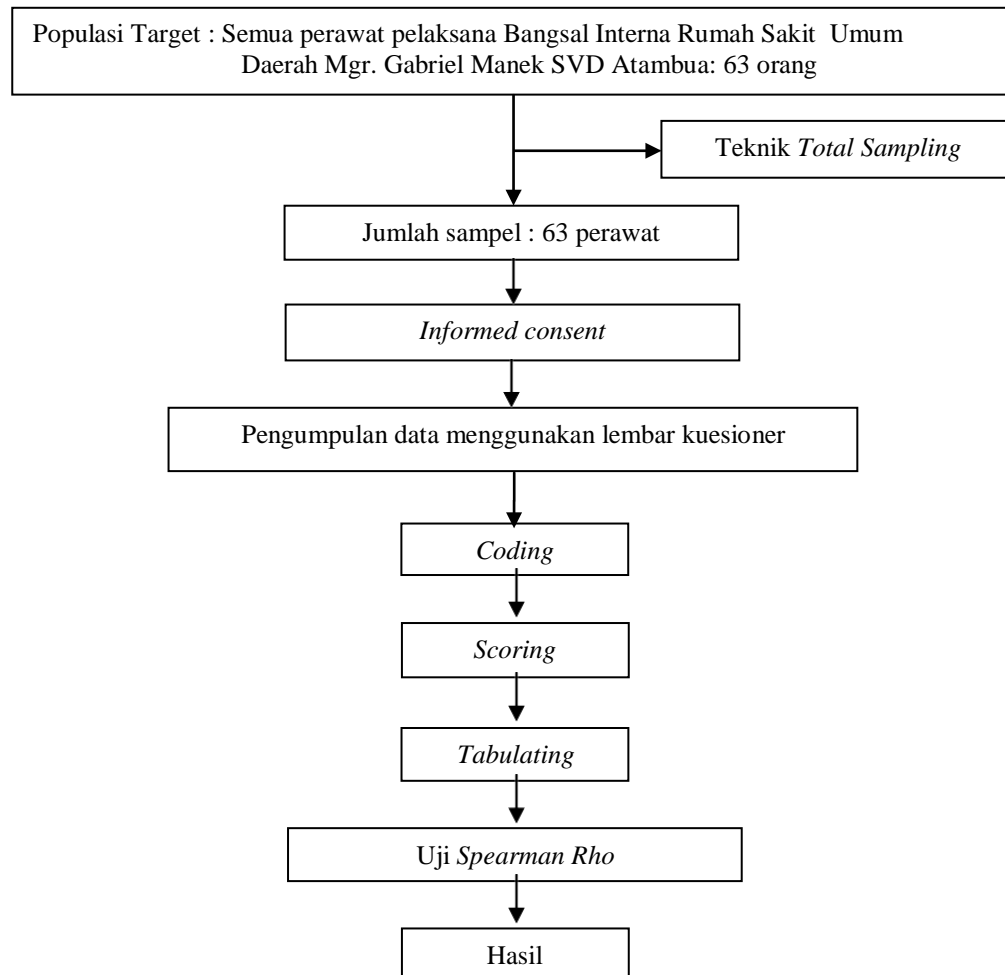 Populasi Target : Semua perawat pelaksana Bangsal Interna Rumah Sakit Umum
Daerah Mgr. Gabriel Manek SVD Atambua: 63 orang
Teknik Total Sampling
Jumlah sampel : 63 perawat
Informed consent
Pengumpulan data menggunakan lembar kuesioner
Coding
Scoring
Tabulating
Uji Spearman Rho
Hasil